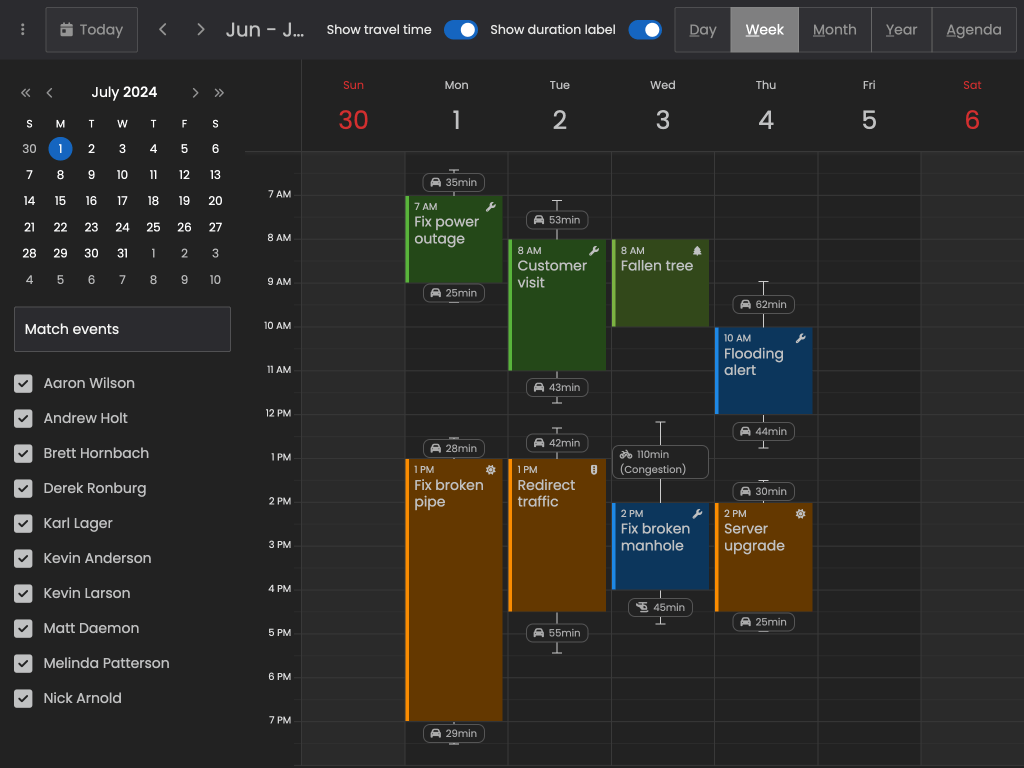 Today
Jun - J...
Show travel time
Show duration label
Day
Week
Month
Year
Agenda
July 2024
S M T W T F S
30 1 2 3 4 5 6
7 8 9 10 11 12 13
14 15 16 17 18 19 20
21 22 23 24 25 26 27
28 29 30 31 1 2 3
4 5 6 7 8 9 10
Match events
Aaron Wilson
Andrew Holt
Brett Hornbach
Derek Ronburg
Karl Lager
Kevin Anderson
Kevin Larson
Matt Daemon
Melinda Patterson
Nick Arnold
Sun Mon Tue Wed Thu Fri Sat
30 1 2 3 4 5 6
7 AM
8 AM
9 AM
10 AM
11 AM
12 PM
1 PM
2 PM
3 PM
4 PM
5 PM
6 PM
7 PM
35min
7 AM
Fix power
outage
25min
28min
1 PM
Fix broken
pipe
29min
53min
8 AM
Customer
visit
43min
42min
1 PM
Redirect
traffic
55min
8 AM
Fallen tree
110min
(Congestion)
2 PM
Fix broken
manhole
45min
62min
10 AM
Flooding
alert
44min
30min
2 PM
Server
upgrade
25min